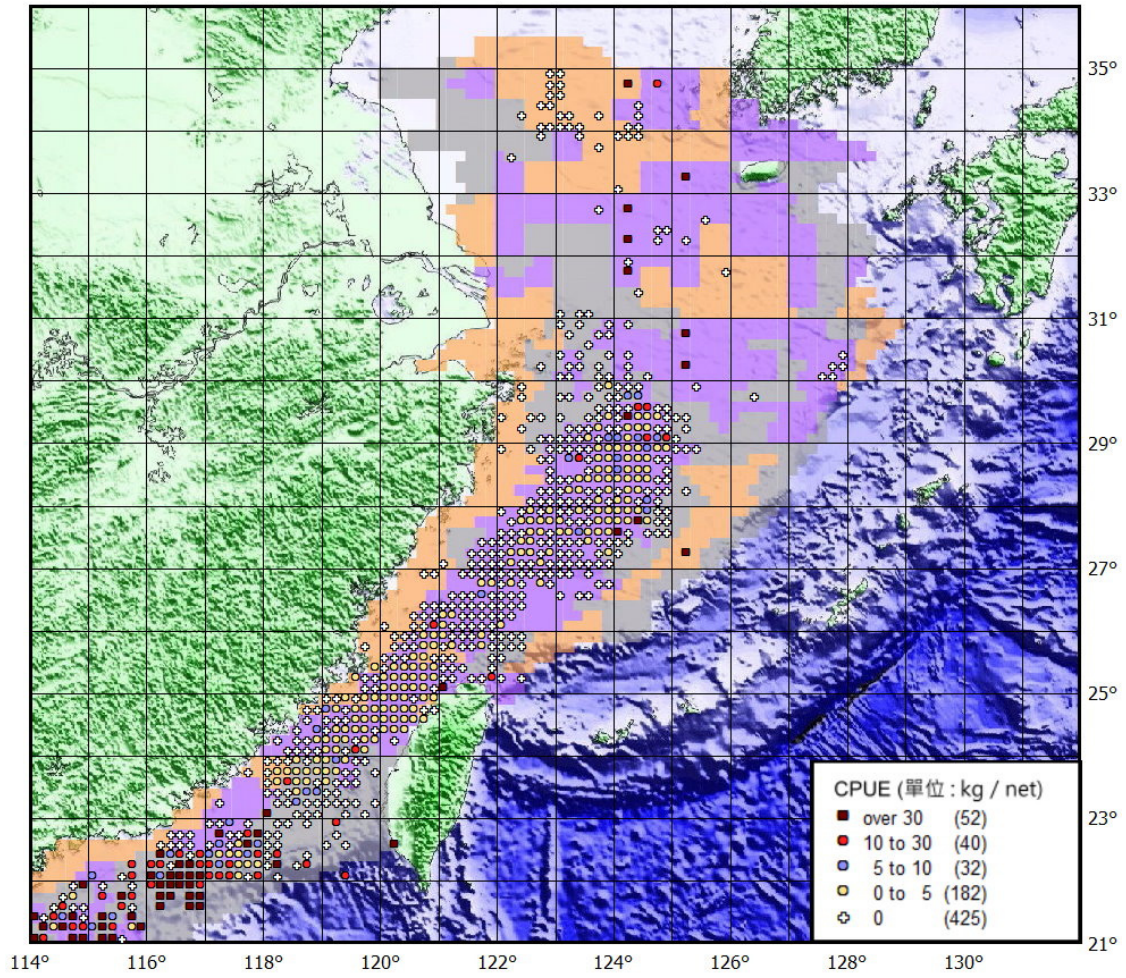 35°
33°
31°
29°
27°
25°
23°
21°
CPUE (單位 : kg / net)
over 30 (52)
10 to 30 (40)
5 to 10 (32)
0 to 5 (182)
0 (425)
114° 116° 118° 120° 122° 124° 126° 128° 130°